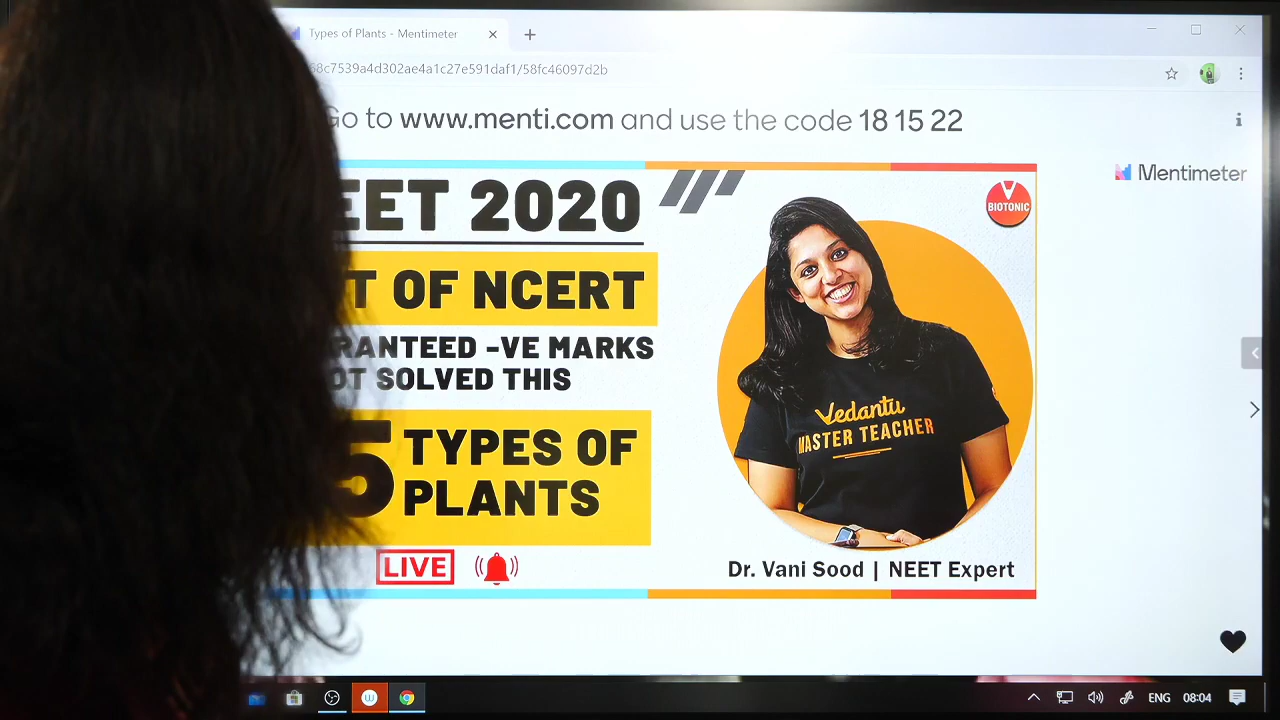 Types of Plants - Mentimeter
68c7539a4d302ae4a1c27e591daf1/58fc46097d2b
Go to www.menti.com and use the code 18 15 22
Mentimeter
EET 2020
T OF NCERT
RANTEED -VE MARKS
OT SOLVED THIS
5 TYPES OF
PLANTS
LIVE
BIOTONIC
Vedantu
MASTER TEACHER
Dr. Vani Sood | NEET Expert
ENG 08:04